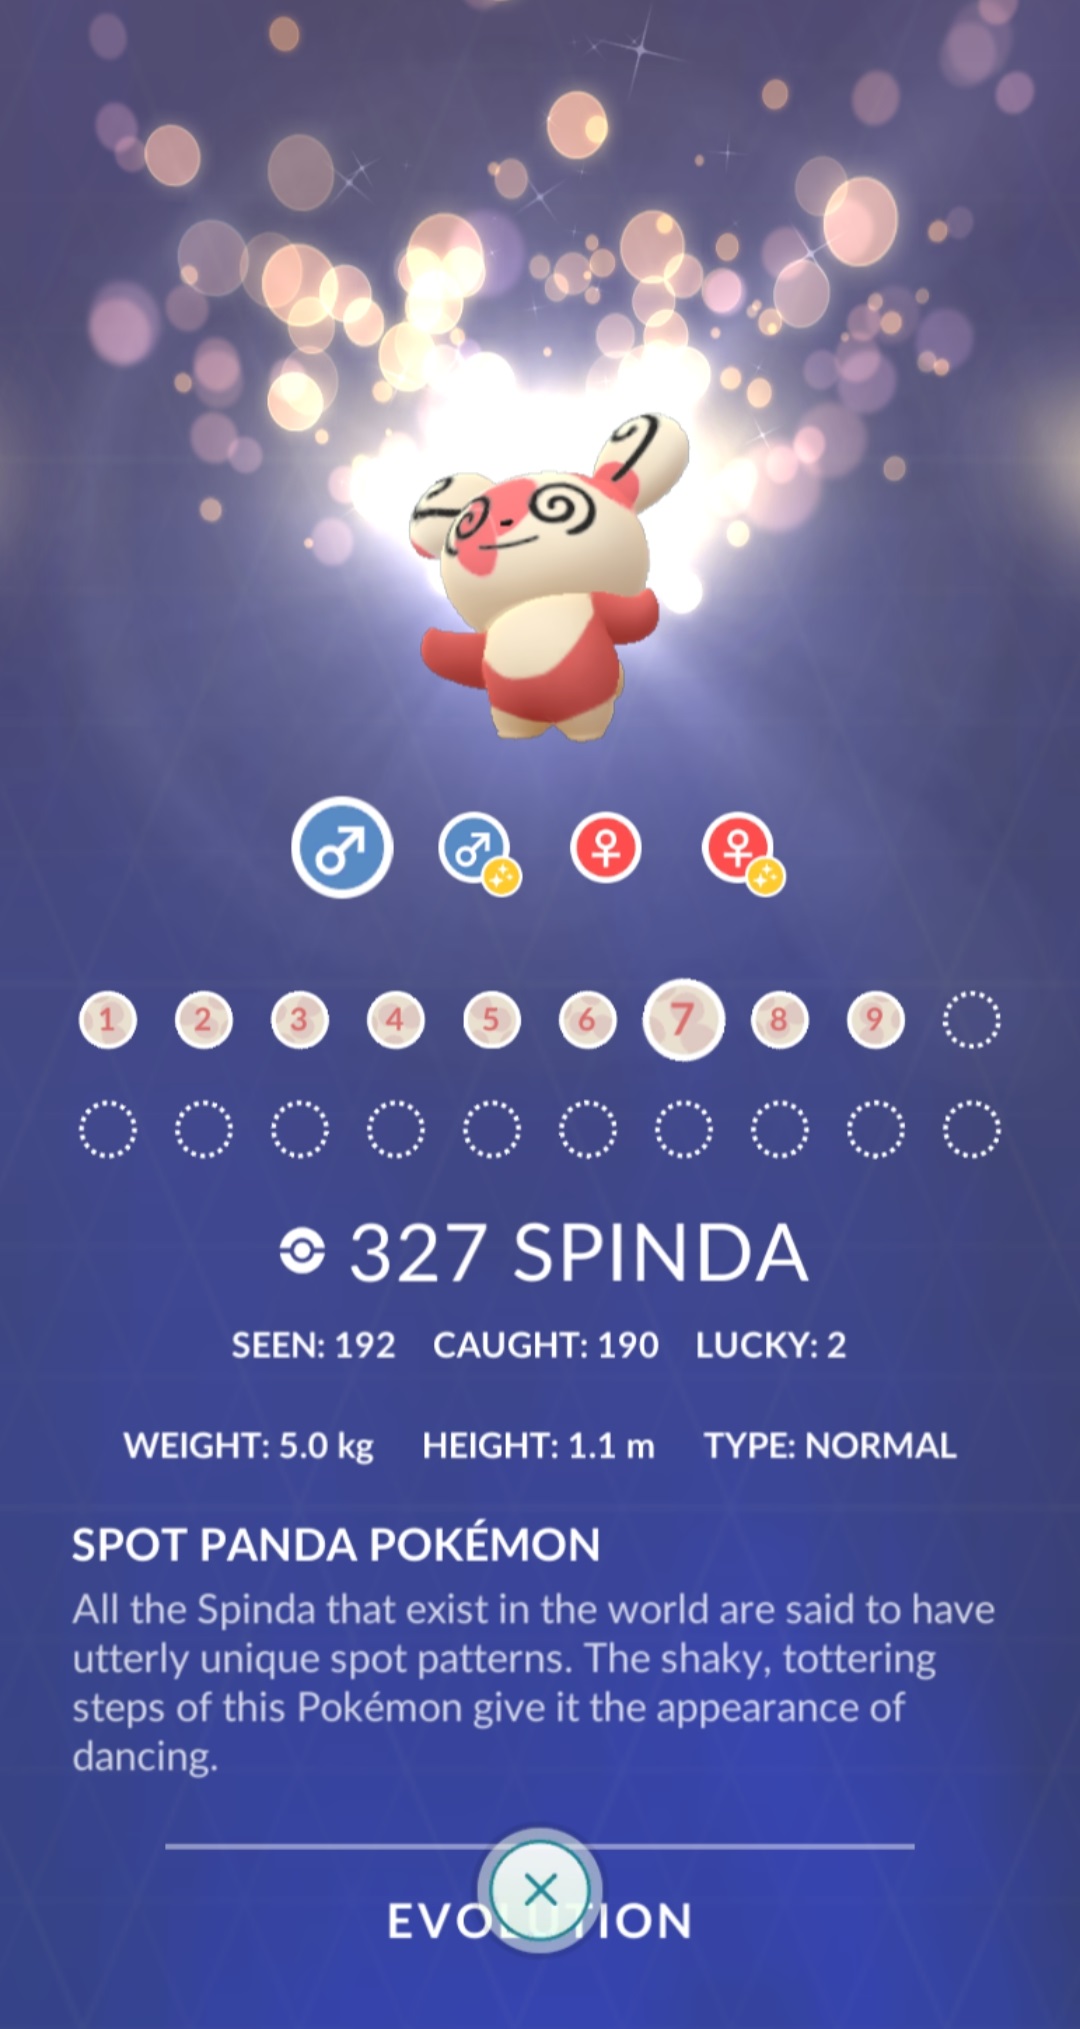 1 2 3 4 5 6 7 8 9
327 SPINDA
SEEN: 192 CAUGHT: 190 LUCKY: 2
WEIGHT: 5.0 kg HEIGHT: 1.1 m TYPE: NORMAL
SPOT PANDA POKÉMON
All the Spinda that exist in the world are said to have
utterly unique spot patterns. The shaky, tottering
steps of this Pokémon give it the appearance of
dancing.
EVOLUTION